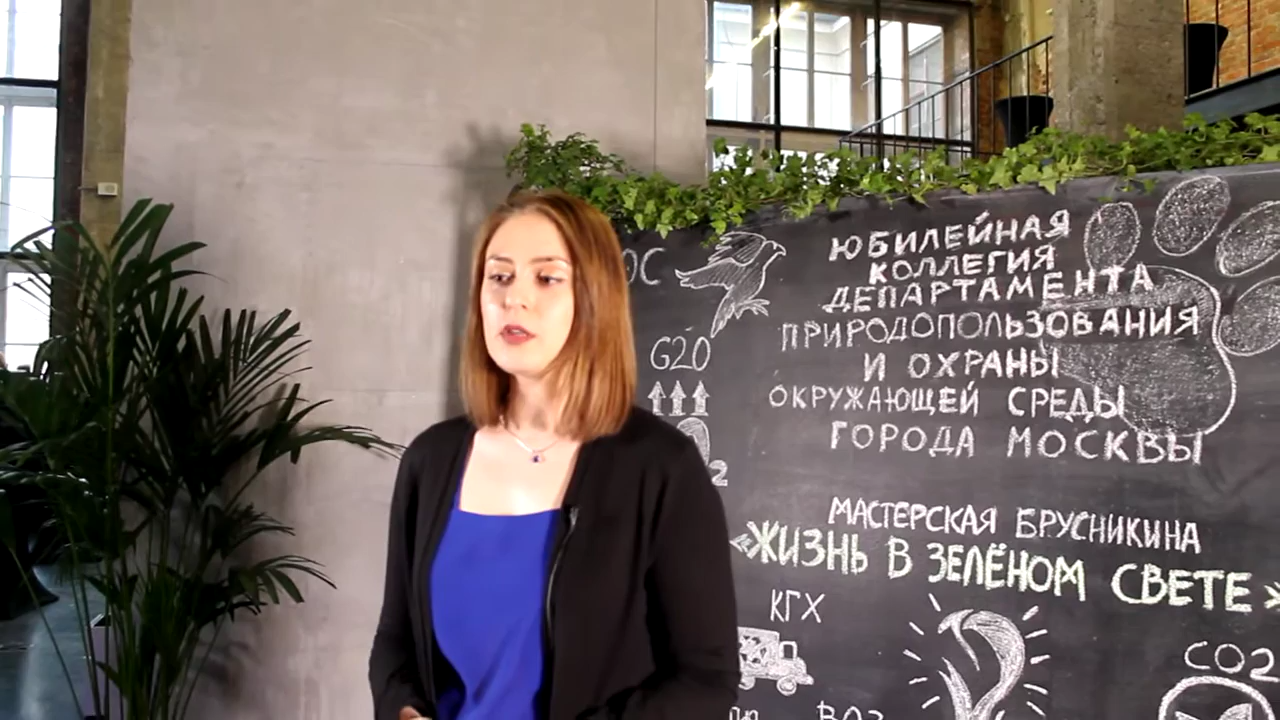 ЮБИЛЕЙНАЯ
КОЛЛЕГИЯ
ДЕПАРТАМЕНТА
ПРИРОДОПОЛЬЗОВАНИЯ
И ОХРАНЫ
ОКРУЖАЮЩЕЙ СРЕДЫ
ГОРОДА МОСКВЫ
G20
МАСТЕРСКАЯ БРУСНИКИНА
«ЖИЗНЬ В ЗЕЛЁНОМ СВЕТЕ»
КГХ
CO2